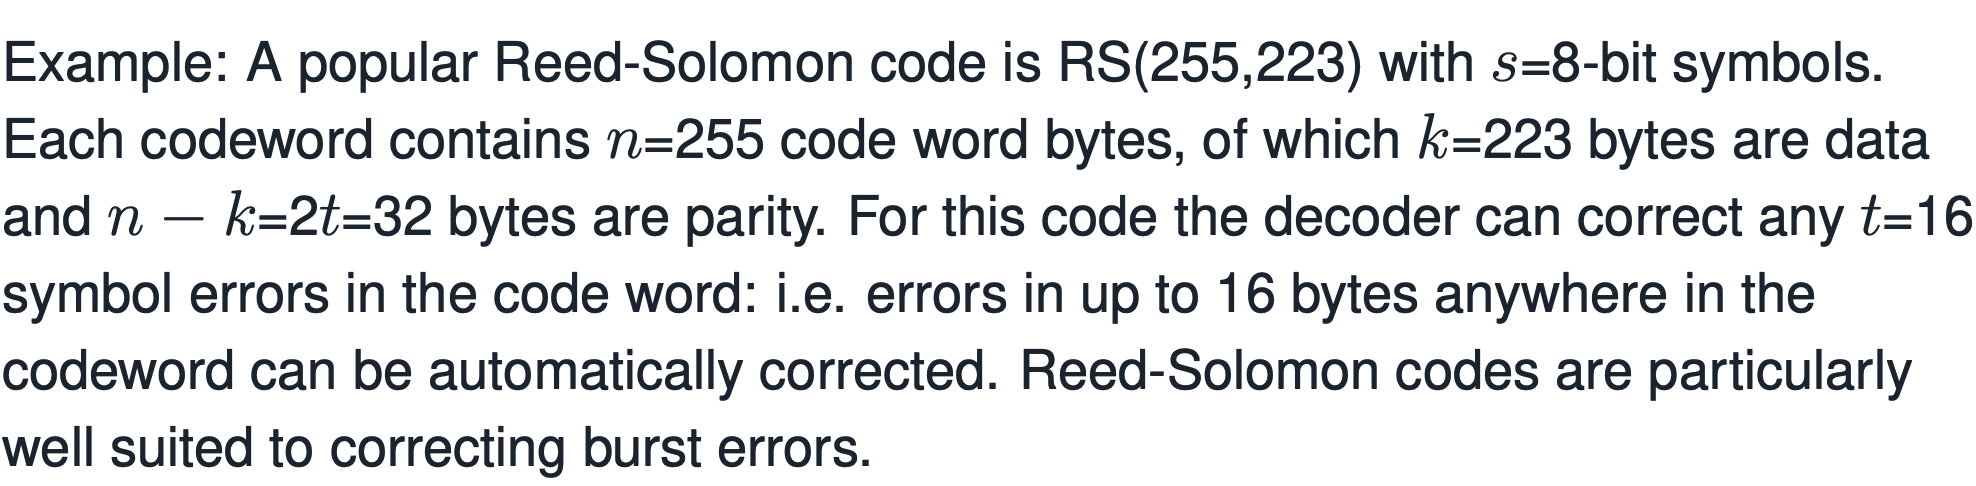 Example: A popular Reed-Solomon code is RS(255,223) with s=8-bit symbols.
Each codeword contains n=255 code word bytes, of which k=223 bytes are data
and n − k=2t=32 bytes are parity. For this code the decoder can correct any t=16
symbol errors in the code word: i.e. errors in up to 16 bytes anywhere in the
codeword can be automatically corrected. Reed-Solomon codes are particularly
well suited to correcting burst errors.